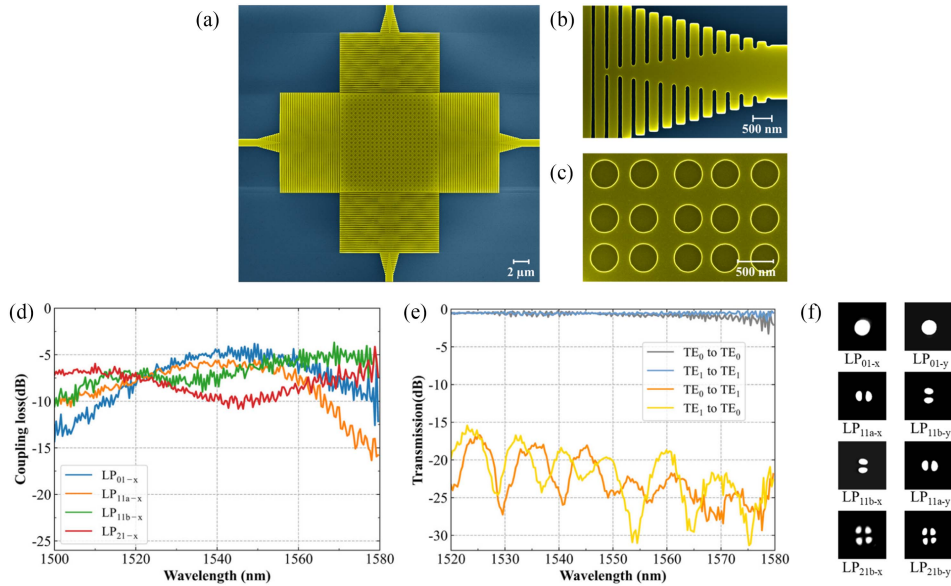 (a)
2 μm
(b)
500 nm
(c)
500 nm
(d)
0
-5
-10
-15
-20
-25
Coupling loss(dB)
LP01-x
LP11a-x
LP11b-x
LP21-x
1500 1520 1540 1560 1580
Wavelength (nm)
(e)
0
-5
-10
-15
-20
-25
-30
Transmission(dB)
TE0 to TE0
TE1 to TE1
TE0 to TE1
TE1 to TE0
1520 1530 1540 1550 1560 1570 1580
Wavelength (nm)
(f)
LP01-x LP01-y
LP11a-x LP11b-y
LP11b-x LP11a-y
LP21b-x LP21b-y